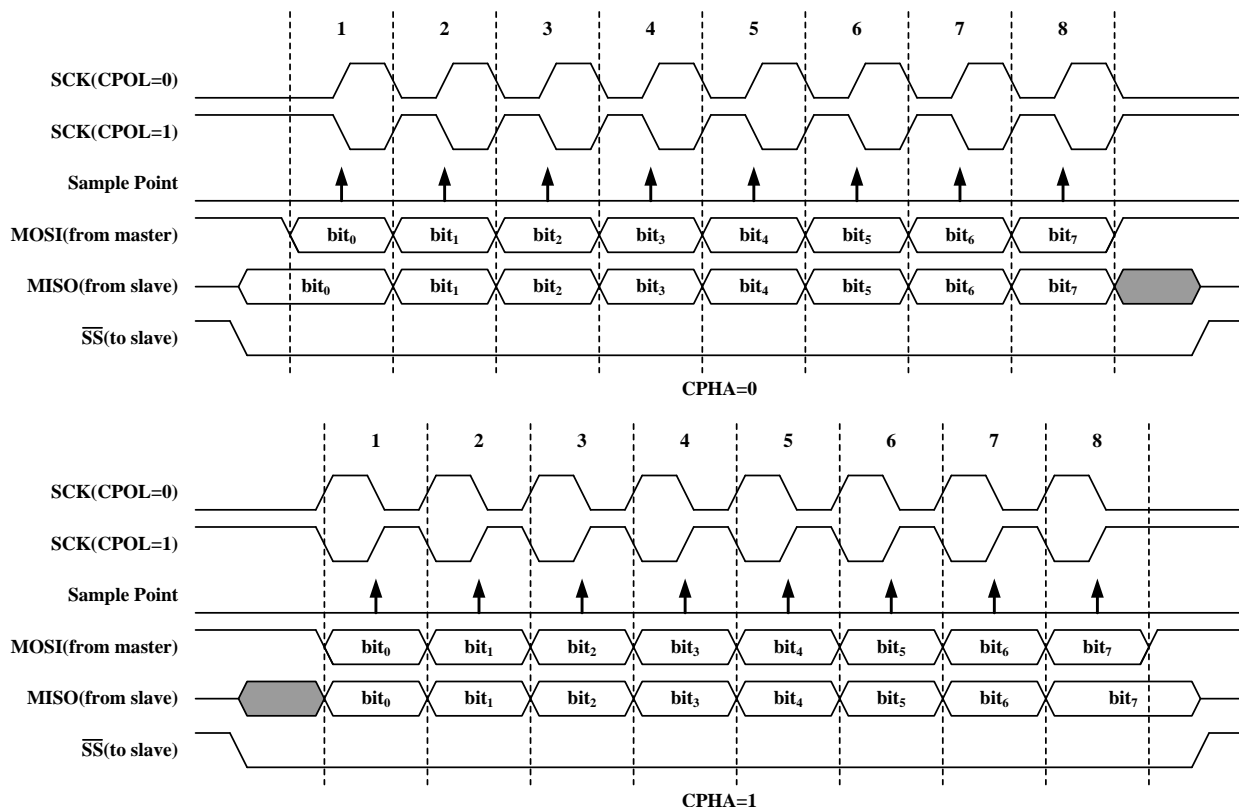 1 2 3 4 5 6 7 8
SCK(CPOL=0)
SCK(CPOL=1)
Sample Point
MOSI(from master) bit₀ bit₁ bit₂ bit₃ bit₄ bit₅ bit₆ bit₇
MISO(from slave) bit₀ bit₁ bit₂ bit₃ bit₄ bit₅ bit₆ bit₇
S̅S̅(to slave)
CPHA=0
1 2 3 4 5 6 7 8
SCK(CPOL=0)
SCK(CPOL=1)
Sample Point
MOSI(from master) bit₀ bit₁ bit₂ bit₃ bit₄ bit₅ bit₆ bit₇
MISO(from slave) bit₀ bit₁ bit₂ bit₃ bit₄ bit₅ bit₆ bit₇
S̅S̅(to slave)
CPHA=1